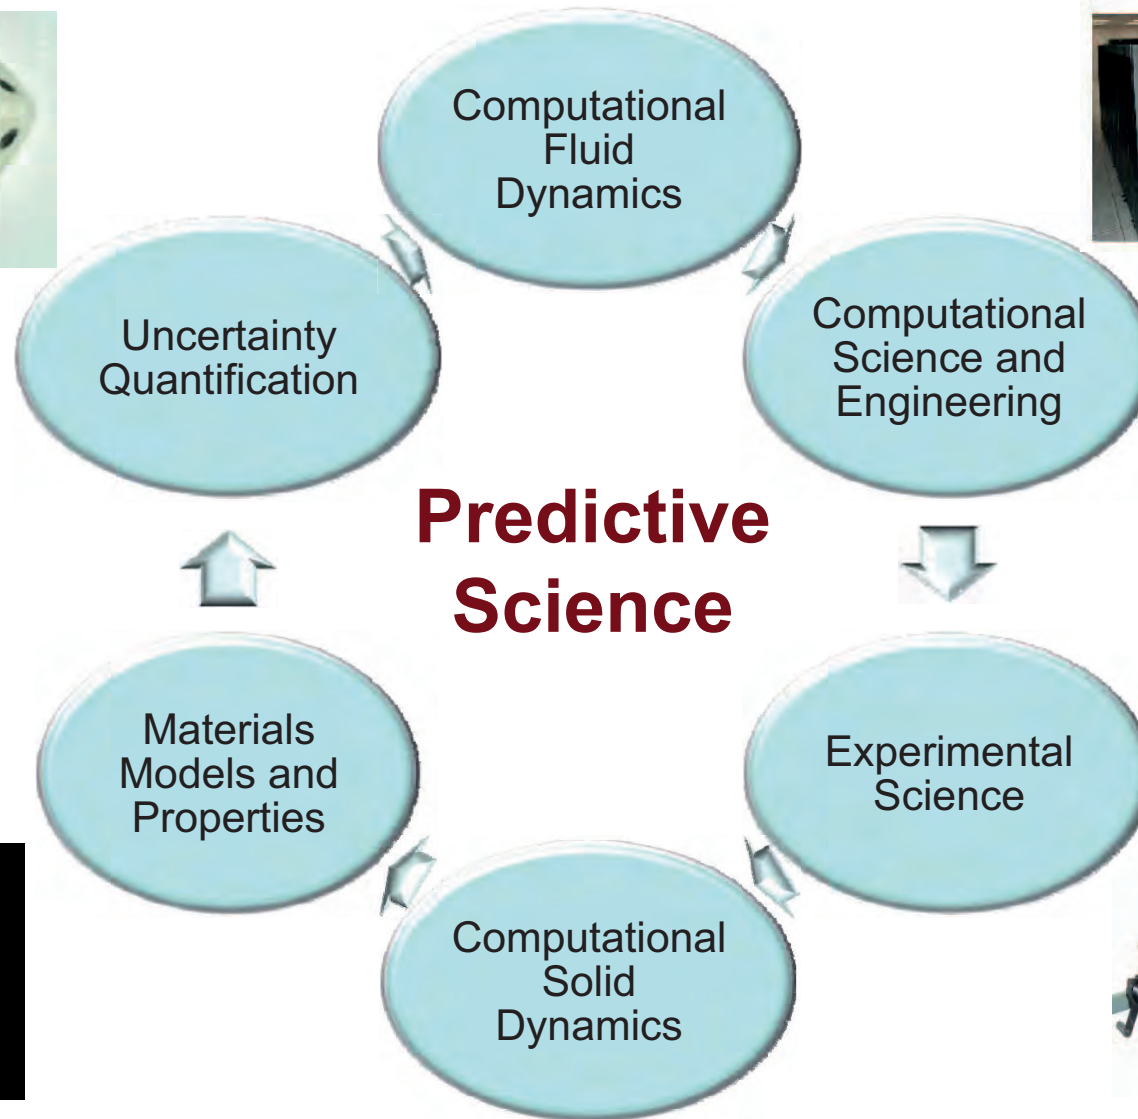 Computational
Fluid
Dynamics
Uncertainty
Quantification
Computational
Science and
Engineering
Predictive
Science
Materials
Models and
Properties
Experimental
Science
Computational
Solid
Dynamics